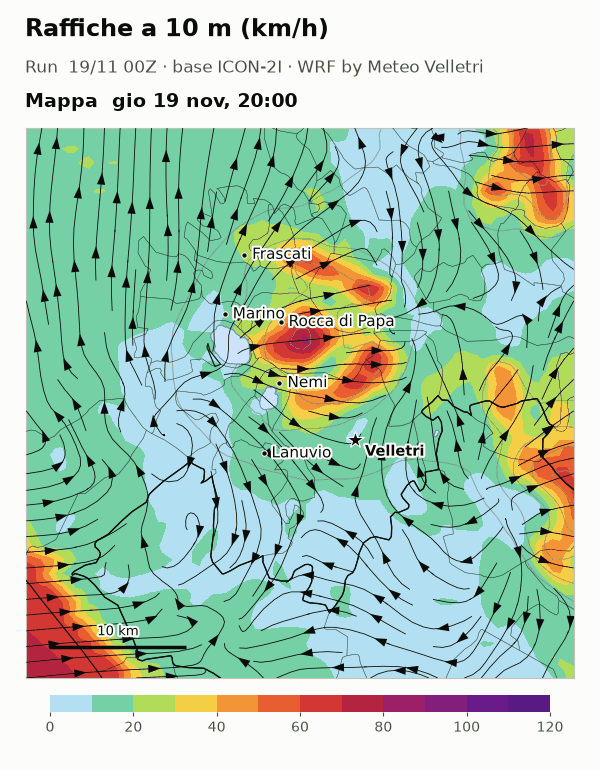 Raffiche a 10 m (km/h)
Run 19/11 00Z · base ICON-2I · WRF by Meteo Velletri
Mappa gio 19 nov, 20:00
Frascati
Marino
Rocca di Papa
Nemi
Velletri
Lanuvio
10 km
0 20 40 60 80 100 120